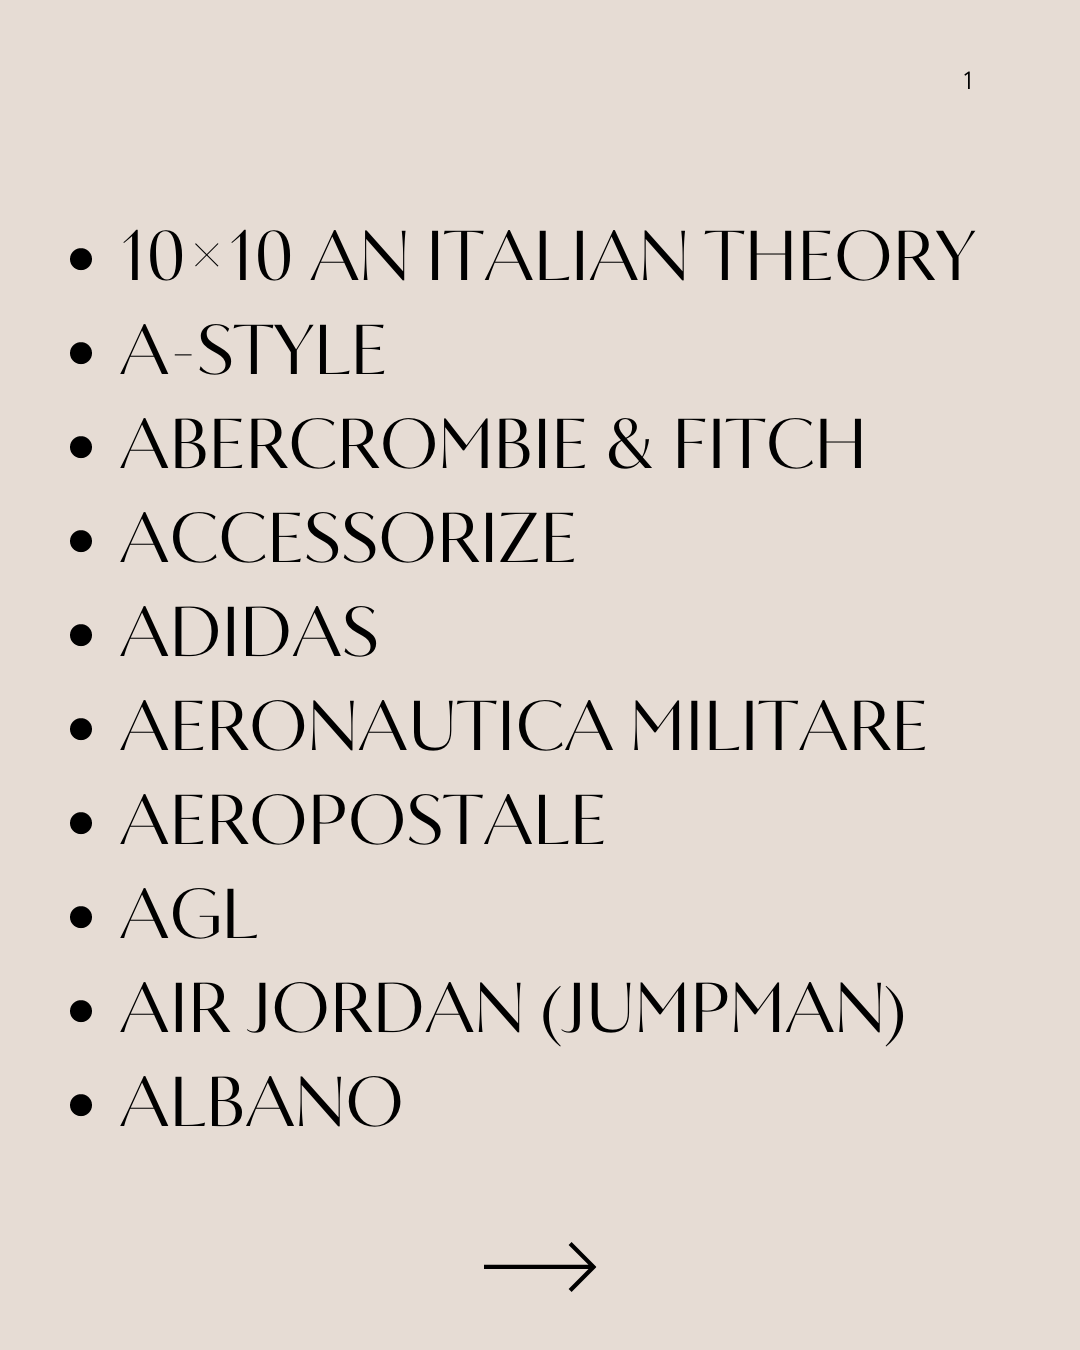 1
• 10×10 AN ITALIAN THEORY
• A-STYLE
• ABERCROMBIE & FITCH
• ACCESSORIZE
• ADIDAS
• AERONAUTICA MILITARE
• AEROPOSTALE
• AGL
• AIR JORDAN (JUMPMAN)
• ALBANO